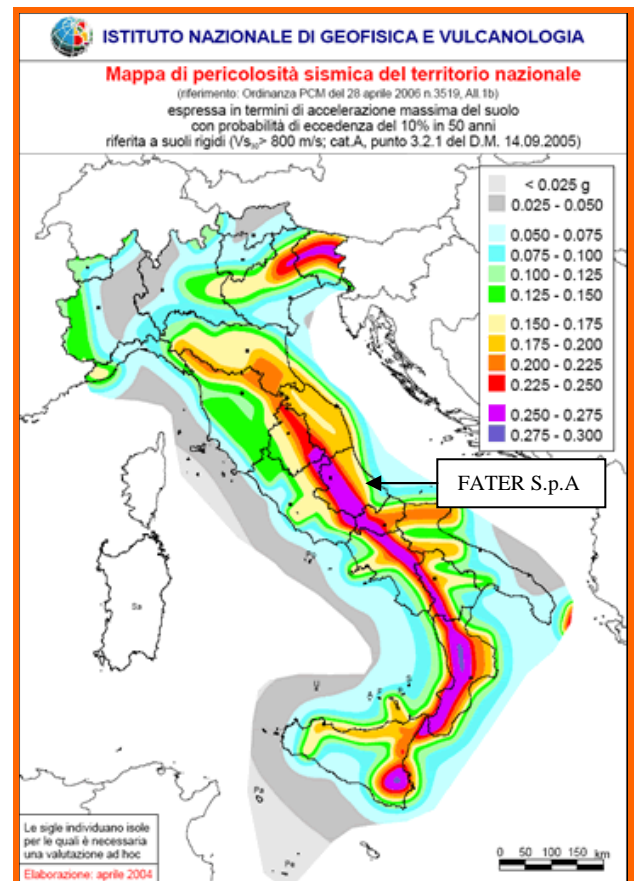 ISTITUTO NAZIONALE DI GEOFISICA E VULCANOLOGIA
Mappa di pericolosità sismica del territorio nazionale
(riferimento: Ordinanza PCM del 28 aprile 2006 n.3519, All.1b)
espressa in termini di accelerazione massima del suolo
con probabilità di eccedenza del 10% in 50 anni
riferita a suoli rigidi (Vs₃₀> 800 m/s; cat.A, punto 3.2.1 del D.M. 14.09.2005)
< 0.025 g
0.025 - 0.050
0.050 - 0.075
0.075 - 0.100
0.100 - 0.125
0.125 - 0.150
0.150 - 0.175
0.175 - 0.200
0.200 - 0.225
0.225 - 0.250
0.250 - 0.275
0.275 - 0.300
FATER S.p.A
Sa
U
A
Pa
Pe
Le sigle individuano isole
per le quali è necessaria
una valutazione ad hoc
Elaborazione: aprile 2004
0 50 100 150 km